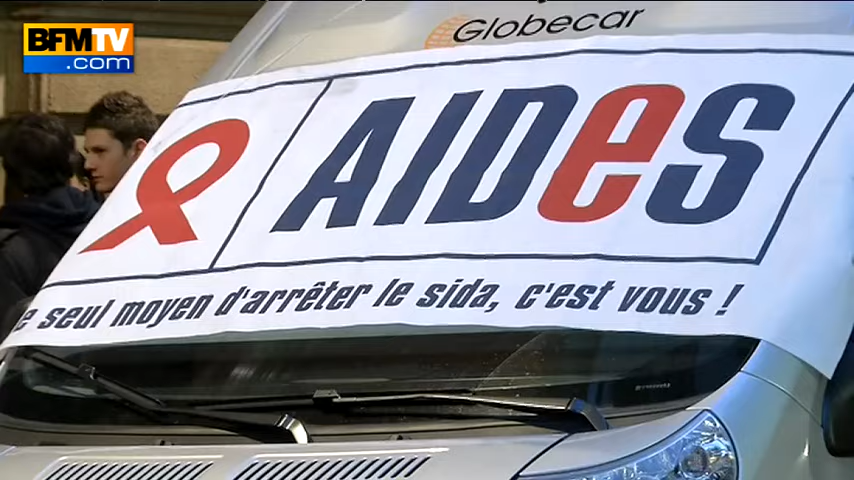 BFMTV
.com
Globecar
AIDeS
e seul moyen d'arrêter le sida, c'est vous !